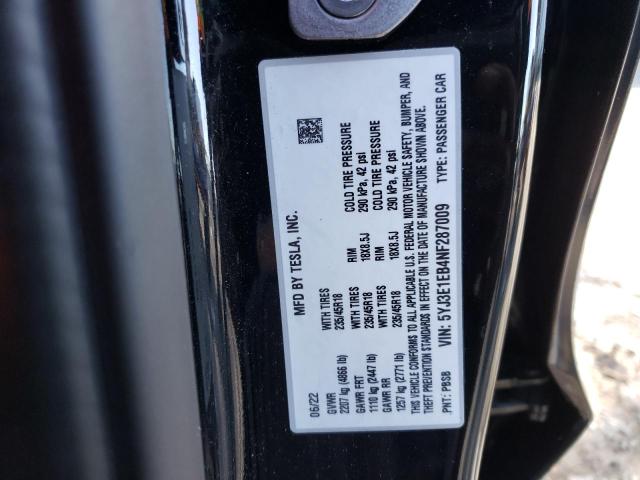 MFD BY TESLA, INC.
06/22
GVWR
2207 kg (4866 lb)
WITH TIRES
235/45R18
RIM
18X8.5J
COLD TIRE PRESSURE
290 kPa, 42 psi
GAWR FRT
1110 kg (2447 lb)
WITH TIRES
235/45R18
RIM
18X8.5J
COLD TIRE PRESSURE
290 kPa, 42 psi
GAWR RR
1257 kg (2771 lb)
WITH TIRES
235/45R18
THIS VEHICLE CONFORMS TO ALL APPLICABLE U.S. FEDERAL MOTOR VEHICLE SAFETY, BUMPER, AND
THEFT PREVENTION STANDARDS IN EFFECT ON THE DATE OF MANUFACTURE SHOWN ABOVE.
VIN: 5YJ3E1EB4NF287009 TYPE: PASSENGER CAR
PNT: PBSB